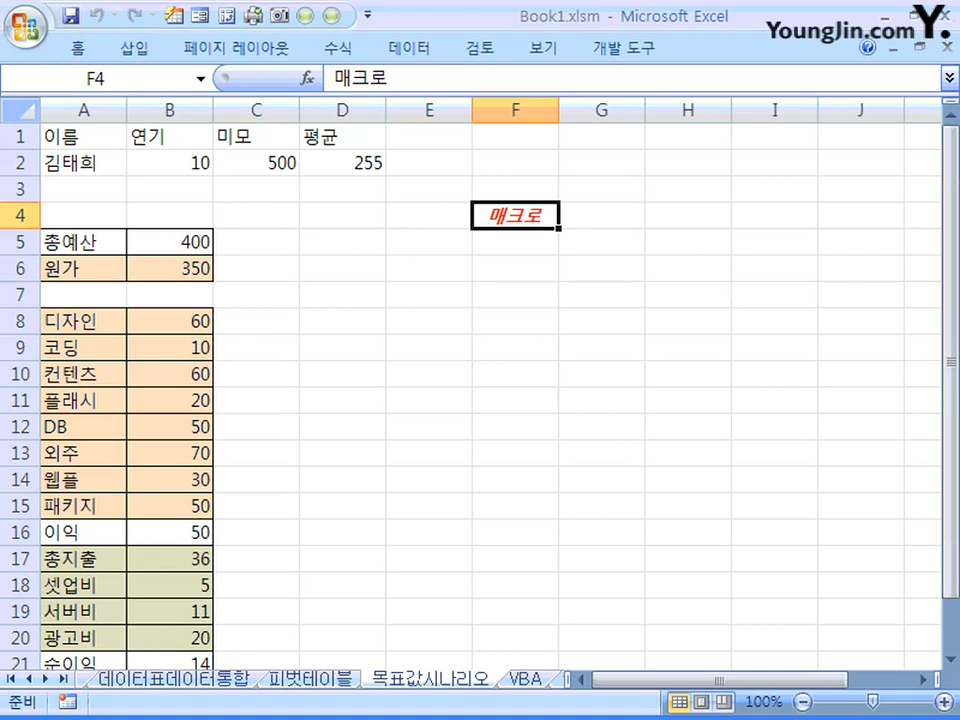 Book1.xlsm - Microsoft Excel
YoungJin.com Y.
홈 삽입 페이지 레이아웃 수식 데이터 검토 보기 개발 도구
F4 fx 매크로
A B C D E F G H I J
1 이름 연기 미모 평균
2 김태희 10 500 255
3
4 매크로
5 총예산 400
6 원가 350
7
8 디자인 60
9 코딩 10
10 컨텐츠 60
11 플래시 20
12 DB 50
13 외주 70
14 웹플 30
15 패키지 50
16 이익 50
17 총지출 36
18 셋업비 5
19 서버비 11
20 광고비 20
21 순이익 14
데이터표데이터통합 피벗테이블 목표값시나리오 VBA
준비 100%